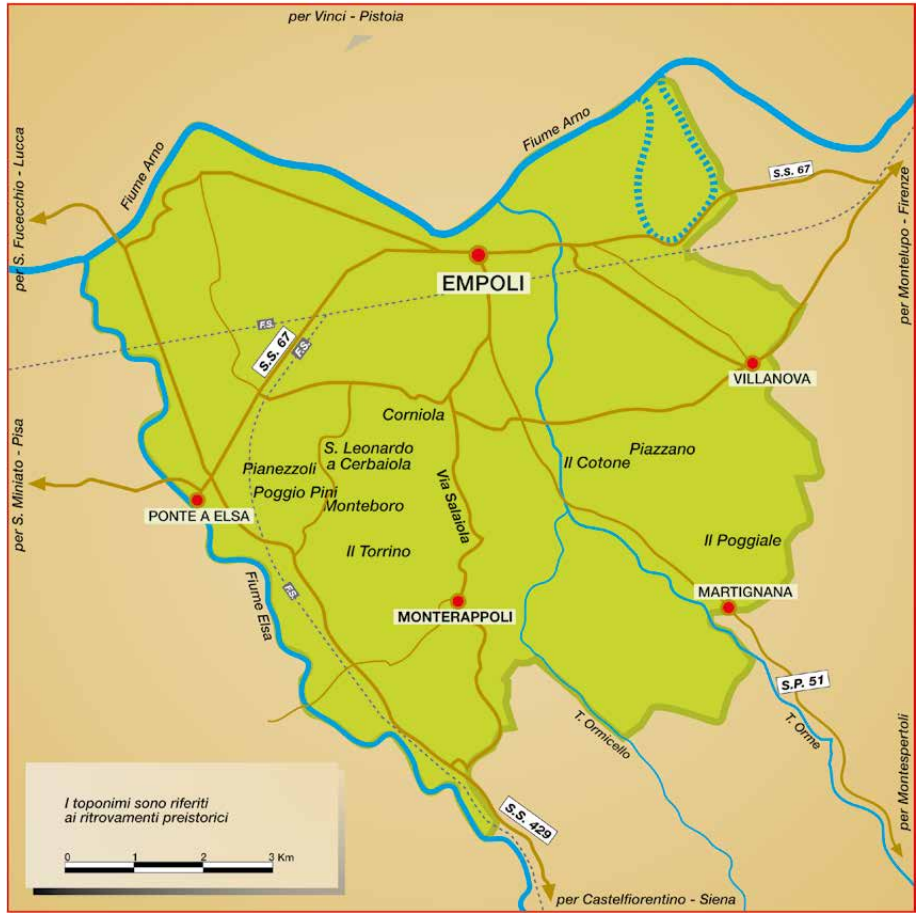 per Vinci - Pistoia
Fiume Arno
Fiume Arno
per S. Fucecchio - Lucca
S.S. 67
per Montelupo - Firenze
EMPOLI
F.S.
S.S. 67
F.S.
VILLANOVA
Corniola
S. Leonardo
a Cerbaiola
Piazzano
Il Cotone
Pianezzoli
Poggio Pini
Monteboro
Via Salaiola
per S. Miniato - Pisa
PONTE A ELSA
Il Torrino
Il Poggiale
Fiume Elsa
F.S.
MARTIGNANA
MONTERAPPOLI
S.P. 51
T. Ormicello
T. Orme
per Montespertoli
I toponimi sono riferiti
ai ritrovamenti preistorici
0 1 2 3 Km
S.S. 429
per Castelfiorentino - Siena